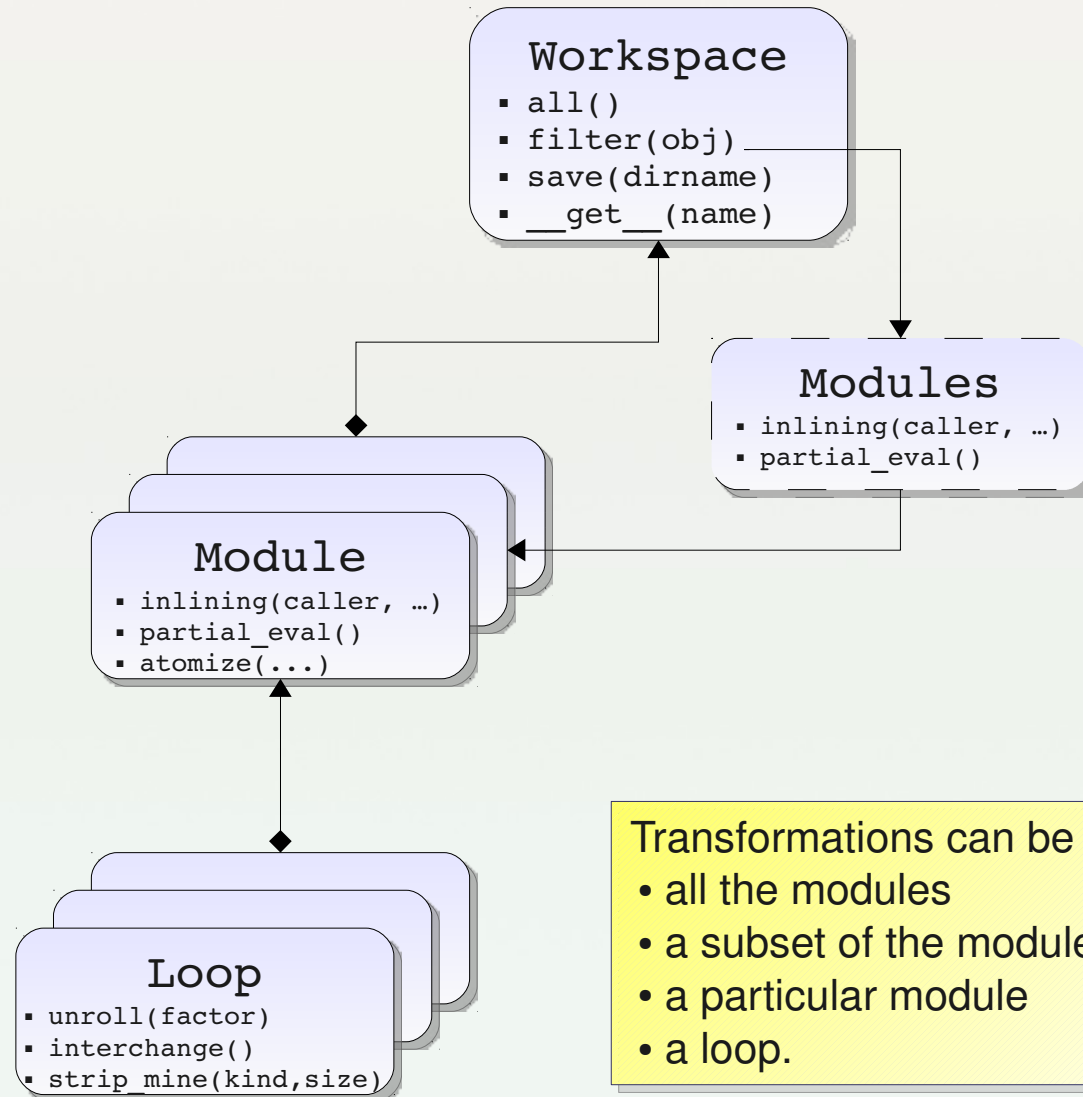 Workspace
▪ all()
▪ filter(obj)
▪ save(dirname)
▪ __get__(name)
Modules
▪ inlining(caller, …)
▪ partial_eval()
Module
▪ inlining(caller, …)
▪ partial_eval()
▪ atomize(...)
Loop
▪ unroll(factor)
▪ interchange()
▪ strip_mine(kind,size)
Transformations can be
• all the modules
• a subset of the module
• a particular module
• a loop.